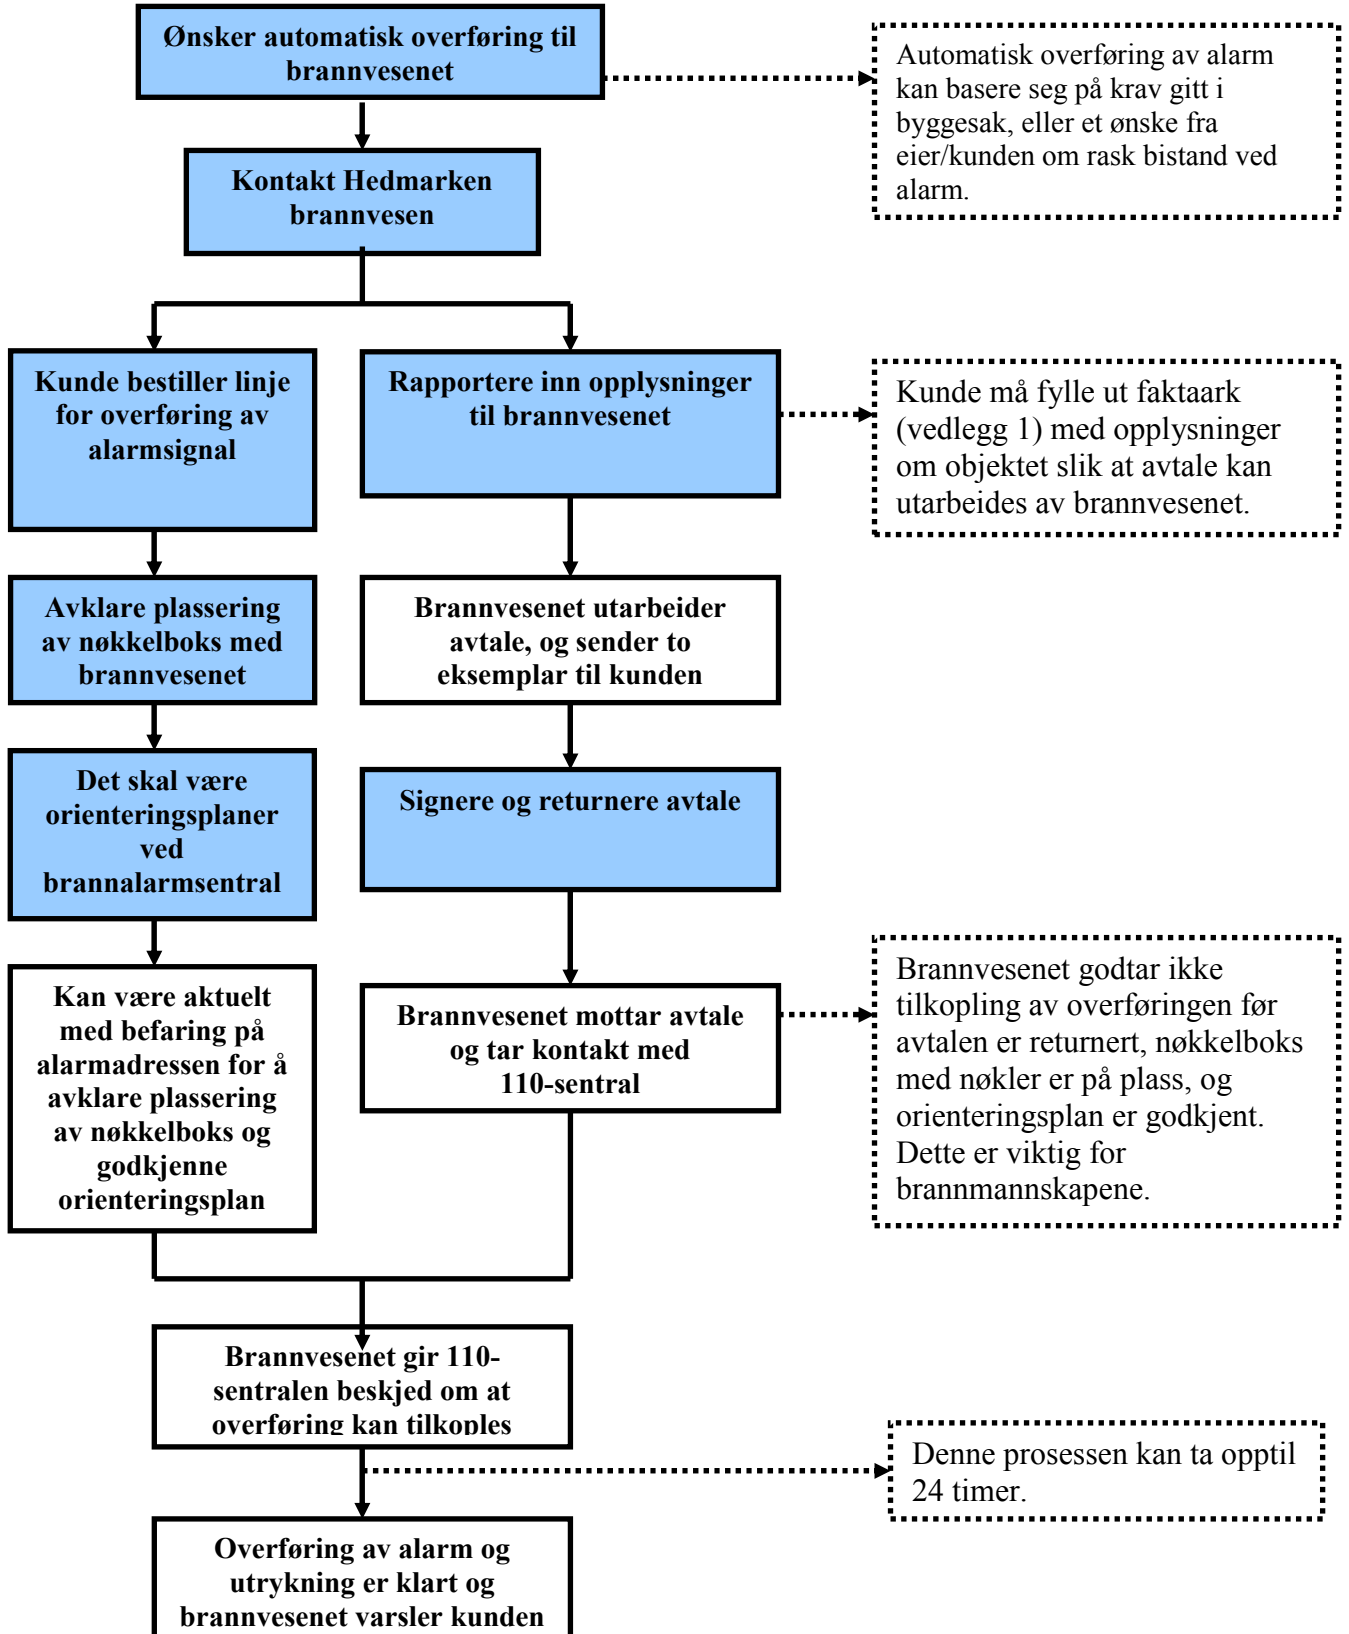 Ønsker automatisk overføring til
brannvesenet
Automatisk overføring av alarm
kan basere seg på krav gitt i
byggesak, eller et ønske fra
eier/kunden om rask bistand ved
alarm.
Kontakt Hedmarken
brannvesen
Kunde bestiller linje
for overføring av
alarmsignal
Rapportere inn opplysninger
til brannvesenet
Kunde må fylle ut faktaark
(vedlegg 1) med opplysninger
om objektet slik at avtale kan
utarbeides av brannvesenet.
Avklare plassering
av nøkkelboks med
brannvesenet
Brannvesenet utarbeider
avtale, og sender to
eksemplar til kunden
Det skal være
orienteringsplaner
ved
brannalarmsentral
Signere og returnere avtale
Kan være aktuelt
med befaring på
alarmadressen for å
avklare plassering
av nøkkelboks og
godkjenne
orienteringsplan
Brannvesenet mottar avtale
og tar kontakt med
110-sentral
Brannvesenet godtar ikke
tilkopling av overføringen før
avtalen er returnert, nøkkelboks
med nøkler er på plass, og
orienteringsplan er godkjent.
Dette er viktig for
brannmannskapene.
Brannvesenet gir 110-
sentralen beskjed om at
overføring kan tilkoples
Denne prosessen kan ta opptil
24 timer.
Overføring av alarm og
utrykning er klart og
brannvesenet varsler kunden